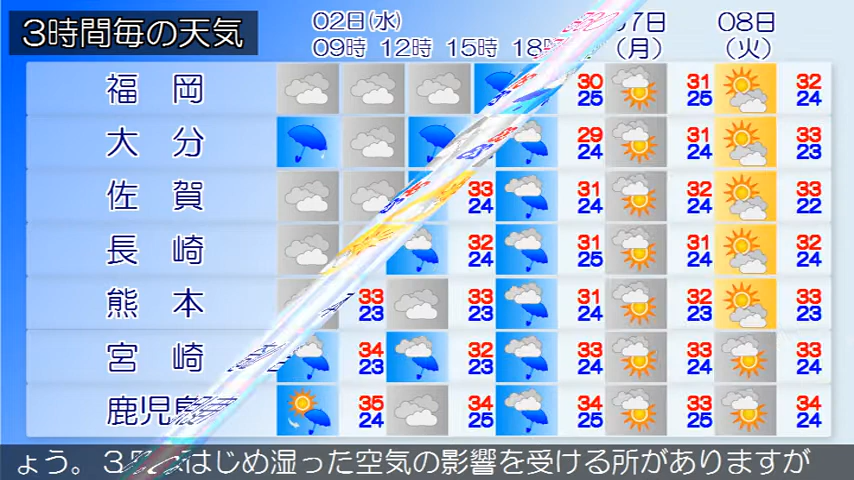 3時間毎の天気
02日(水) 07日 08日
09時 12時 15時 18時 (月) (火)
福岡 30 25 31 25 32 24
大分 29 24 31 24 33 23
佐賀 33 24 31 24 32 24 33 22
長崎 32 24 31 25 31 24 32 24
熊本 33 23 33 23 31 24 32 23 33 23
宮崎 34 23 32 23 33 24 33 24 33 24
鹿児島 35 24 34 25 34 25 33 25 34 24
ょう。3日ははじめ湿った空気の影響を受ける所がありますが